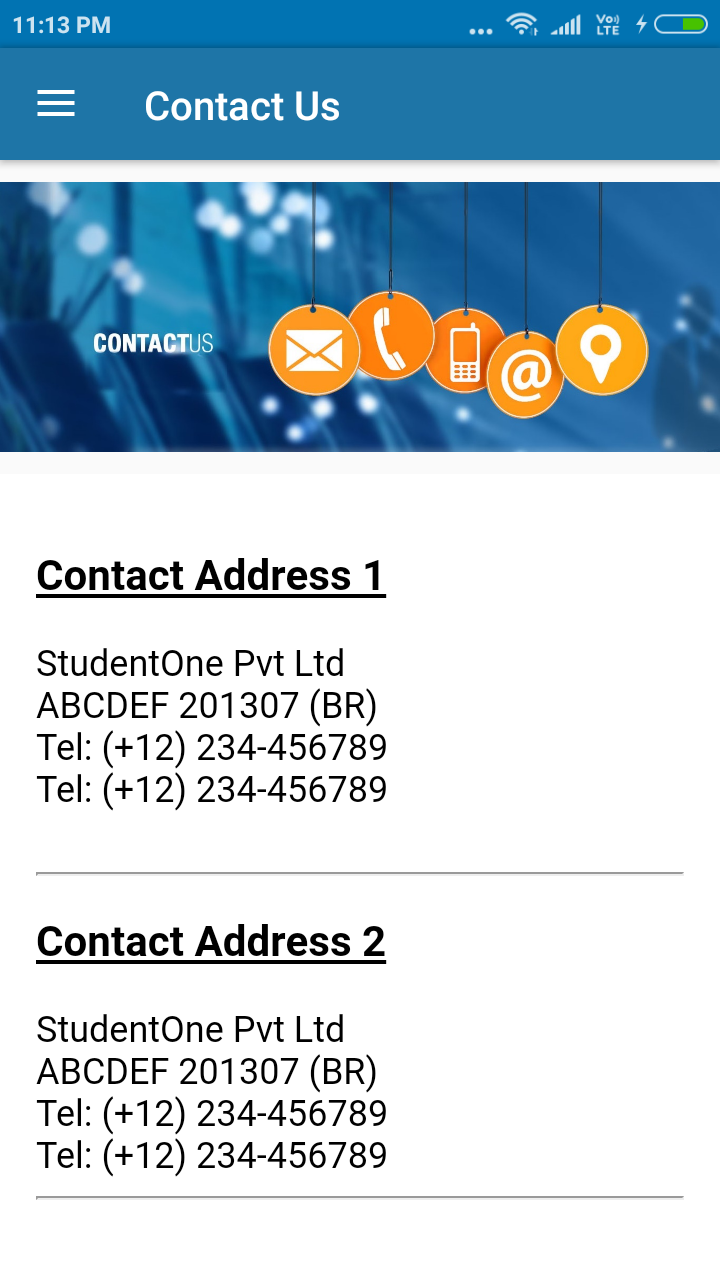 11:13 PM
Vo) LTE
Contact Us
CONTACTUS
@
Contact Address 1
StudentOne Pvt Ltd
ABCDEF 201307 (BR)
Tel: (+12) 234-456789
Tel: (+12) 234-456789
Contact Address 2
StudentOne Pvt Ltd
ABCDEF 201307 (BR)
Tel: (+12) 234-456789
Tel: (+12) 234-456789